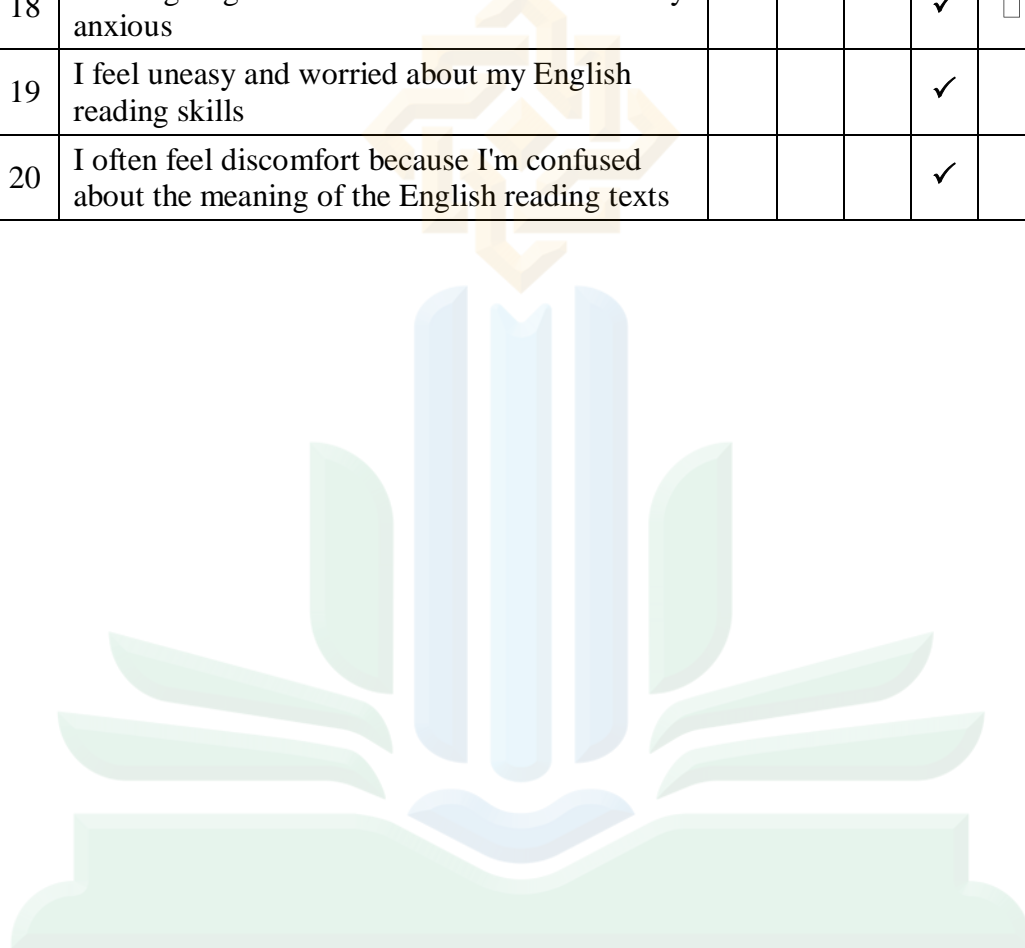 18
anxious ✓ □
19 I feel uneasy and worried about my English
reading skills ✓
20 I often feel discomfort because I'm confused
about the meaning of the English reading texts ✓